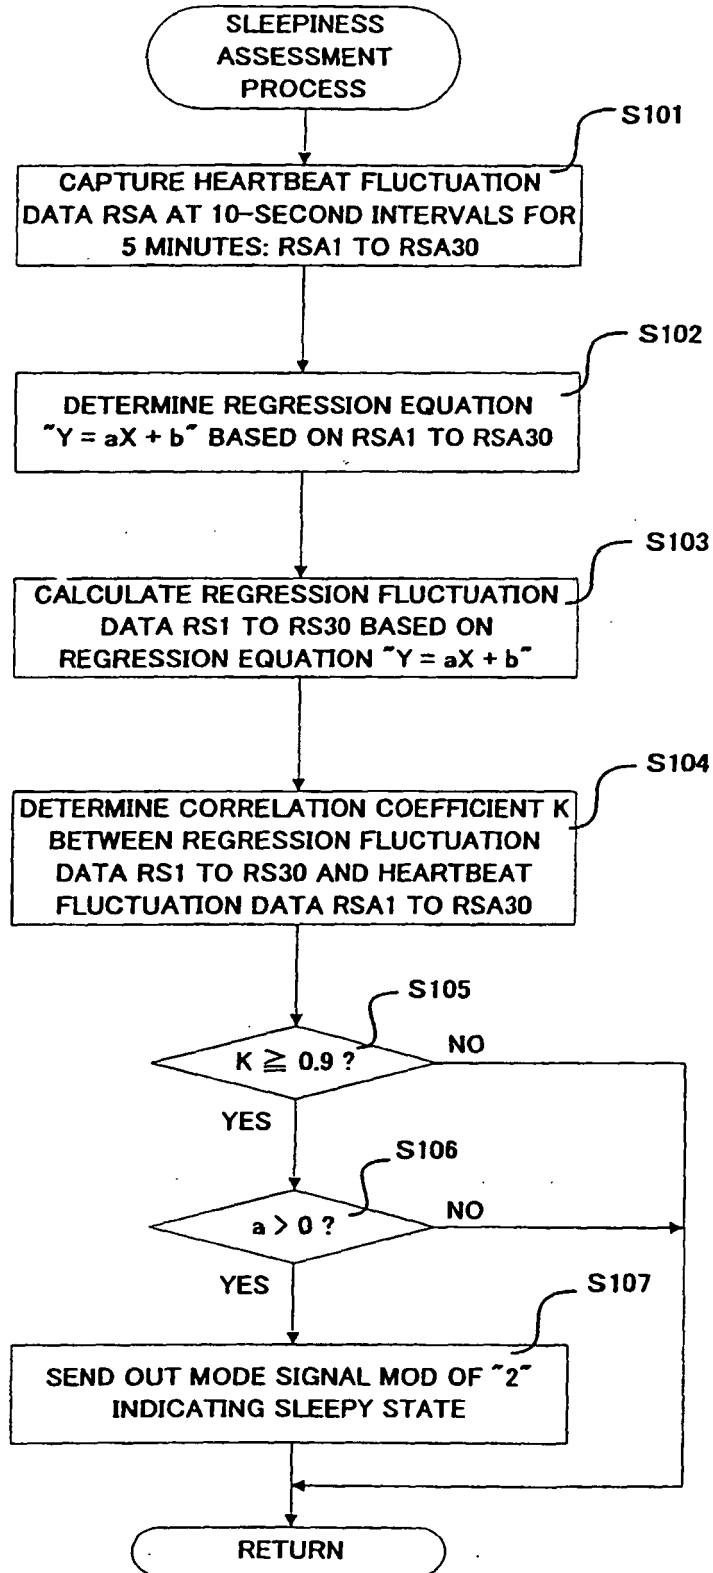 SLEEPINESS
ASSESSMENT
PROCESS
S101
CAPTURE HEARTBEAT FLUCTUATION
DATA RSA AT 10-SECOND INTERVALS FOR
5 MINUTES: RSA1 TO RSA30
S102
DETERMINE REGRESSION EQUATION
"Y = aX + b" BASED ON RSA1 TO RSA30
S103
CALCULATE REGRESSION FLUCTUATION
DATA RS1 TO RS30 BASED ON
REGRESSION EQUATION "Y = aX + b"
S104
DETERMINE CORRELATION COEFFICIENT K
BETWEEN REGRESSION FLUCTUATION
DATA RS1 TO RS30 AND HEARTBEAT
FLUCTUATION DATA RSA1 TO RSA30
S105
K ≧ 0.9 ?
NO
YES
S106
a > 0 ?
NO
YES
S107
SEND OUT MODE SIGNAL MOD OF "2"
INDICATING SLEEPY STATE
RETURN